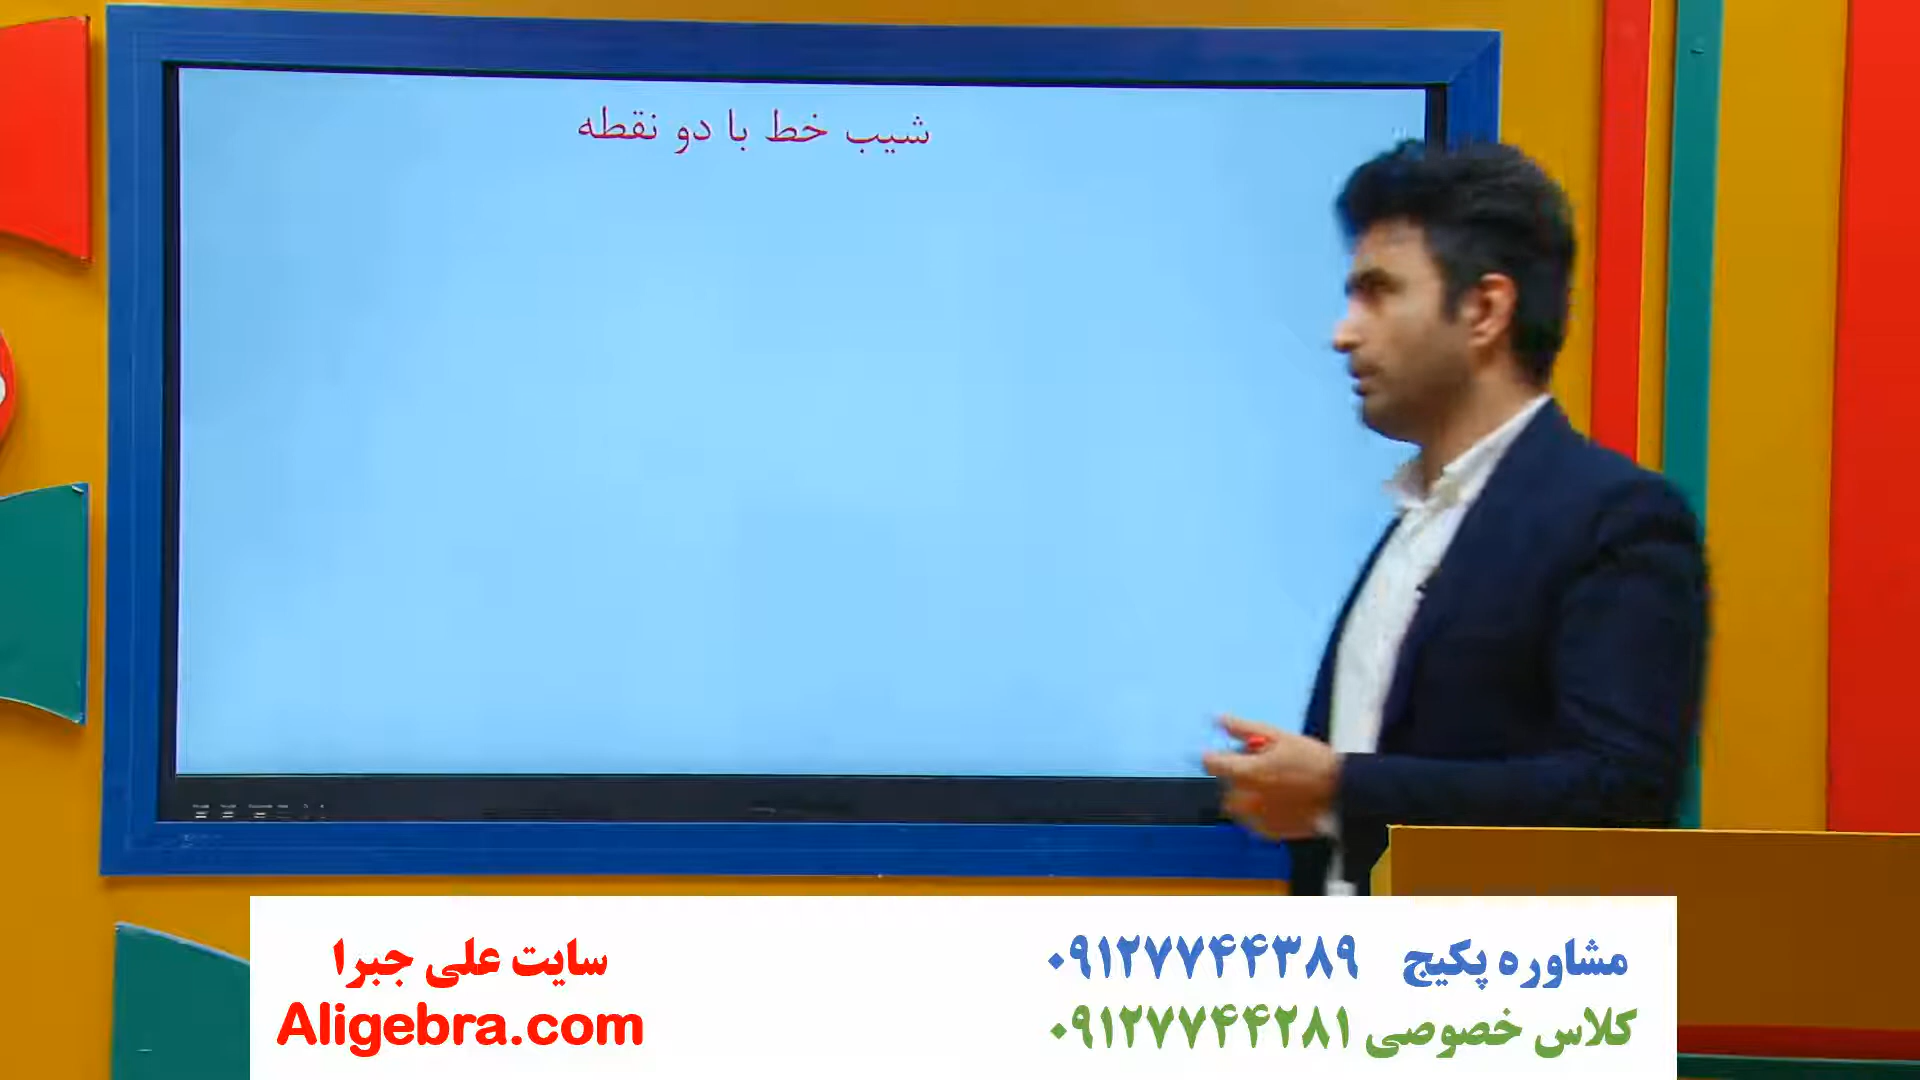 شیب خط با دو نقطه
مشاوره پکیج ۰۹۱۲۷۷۴۴۳۸۹
کلاس خصوصی ۰۹۱۲۷۷۴۴۲۸۱
سایت علی جبرا
Aligebra.com